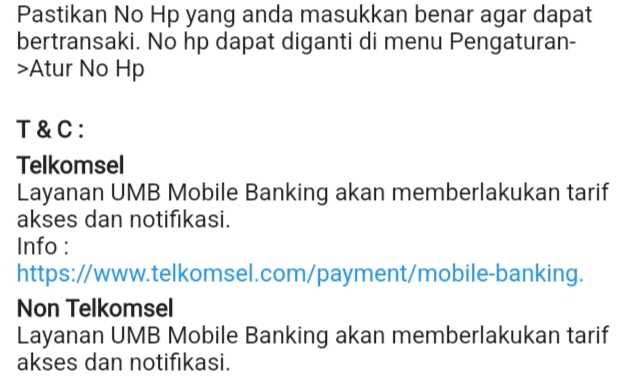 Pastikan No Hp yang anda masukkan benar agar dapat
bertransaki. No hp dapat diganti di menu Pengaturan-
>Atur No Hp
T & C :
Telkomsel
Layanan UMB Mobile Banking akan memberlakukan tarif
akses dan notifikasi.
Info :
https://www.telkomsel.com/payment/mobile-banking.
Non Telkomsel
Layanan UMB Mobile Banking akan memberlakukan tarif
akses dan notifikasi.